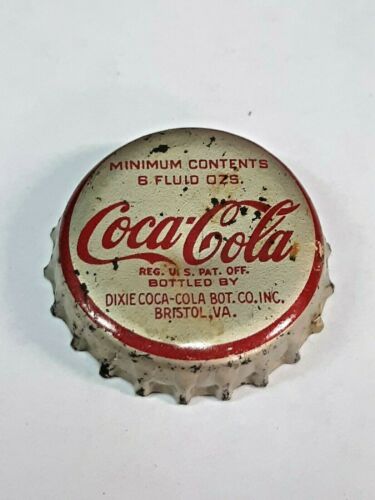 MINIMUM CONTENTS
6 FLUID OZS.
Coca-Cola
REG. U.S. PAT. OFF.
BOTTLED BY
DIXIE COCA-COLA BOT. CO. INC.
BRISTOL, VA.